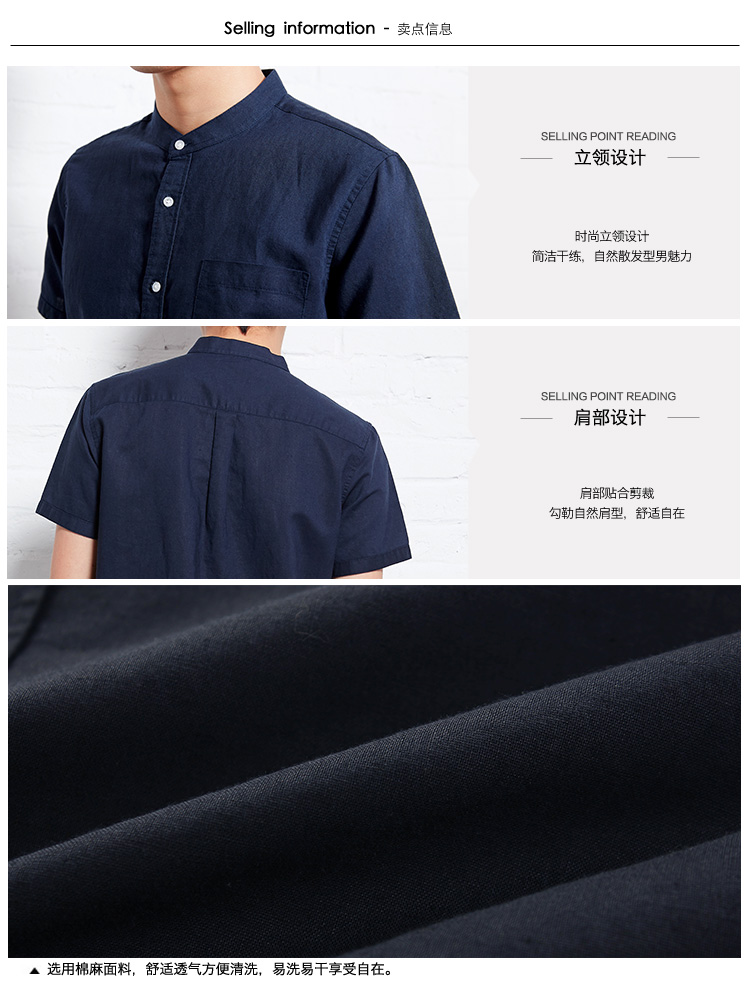 Selling information - 卖点信息
SELLING POINT READING
立领设计
时尚立领设计
简洁干练，自然散发型男魅力
SELLING POINT READING
肩部设计
肩部贴合剪裁
勾勒自然肩型，舒适自在
▲ 选用棉麻面料，舒适透气方便清洗，易洗易干享受自在。